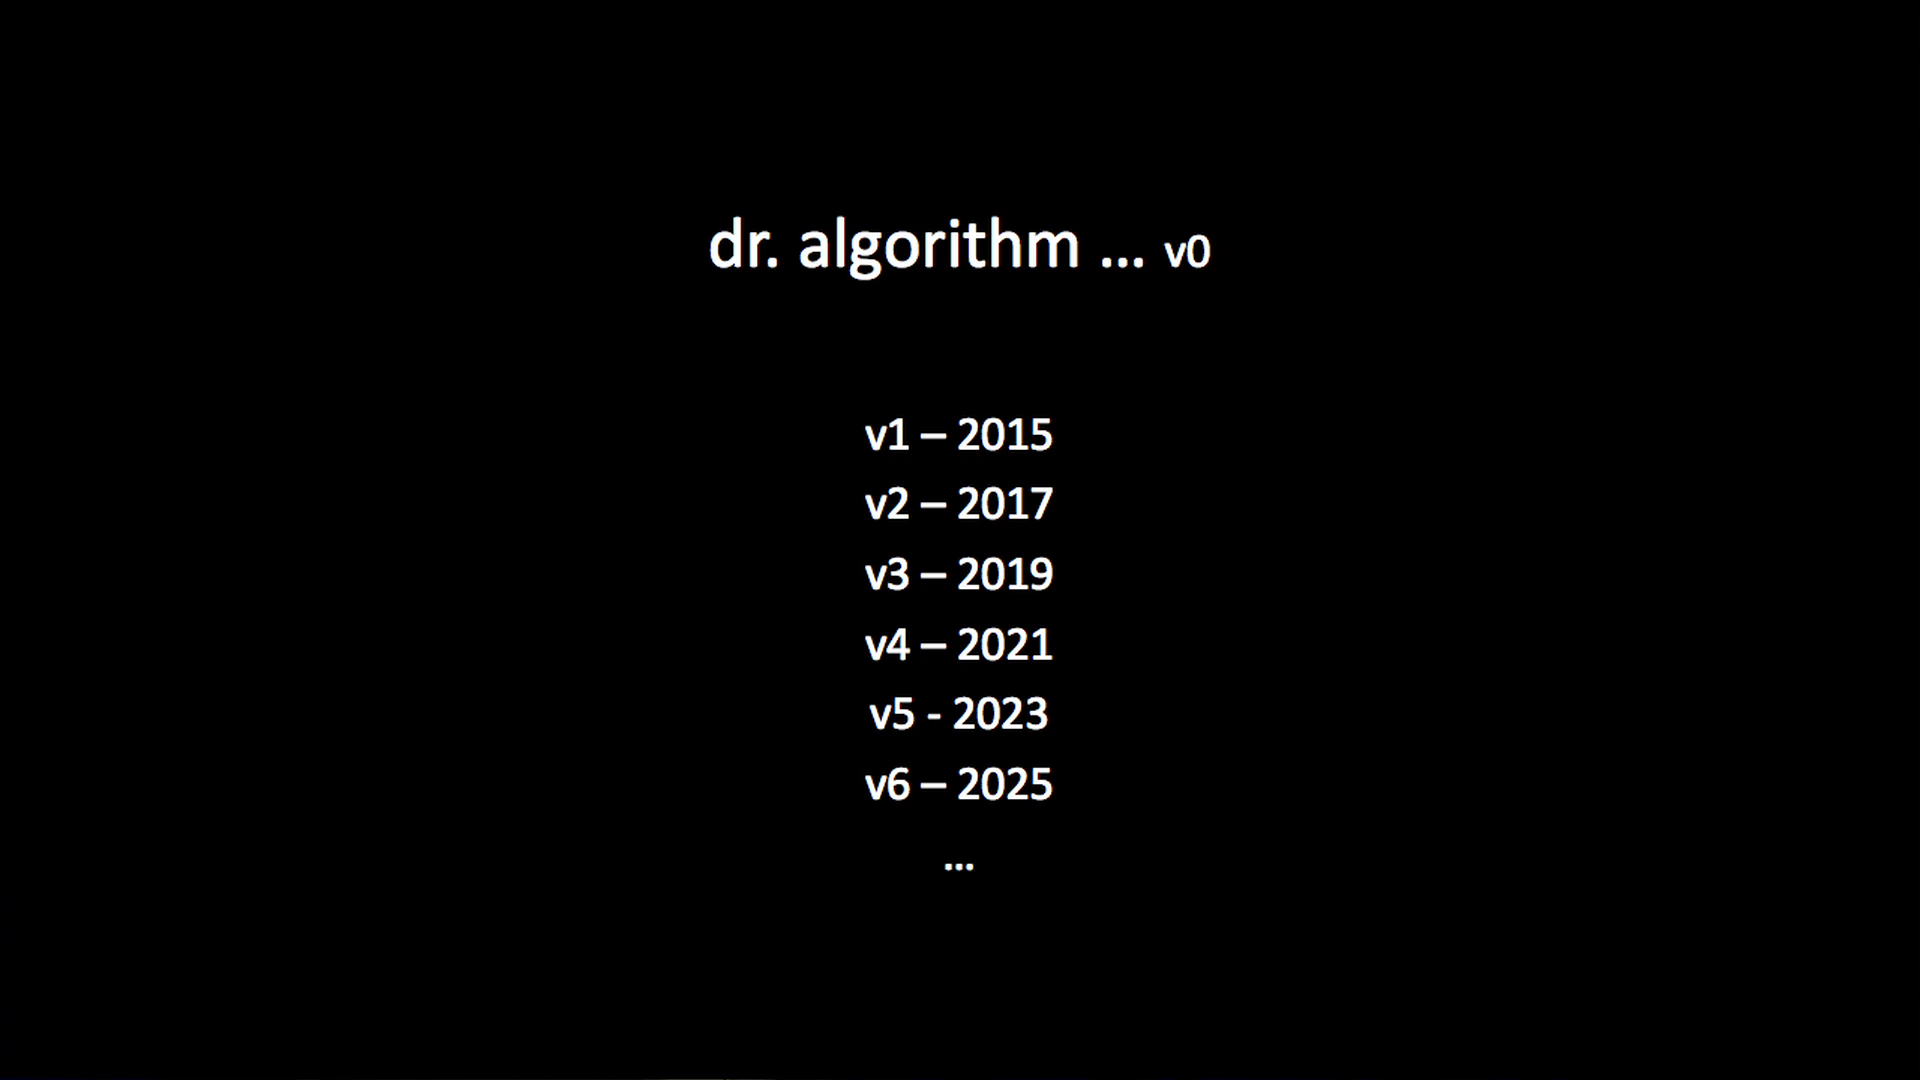 dr. algorithm ... v0
v1 – 2015
v2 – 2017
v3 – 2019
v4 – 2021
v5 - 2023
v6 – 2025
...